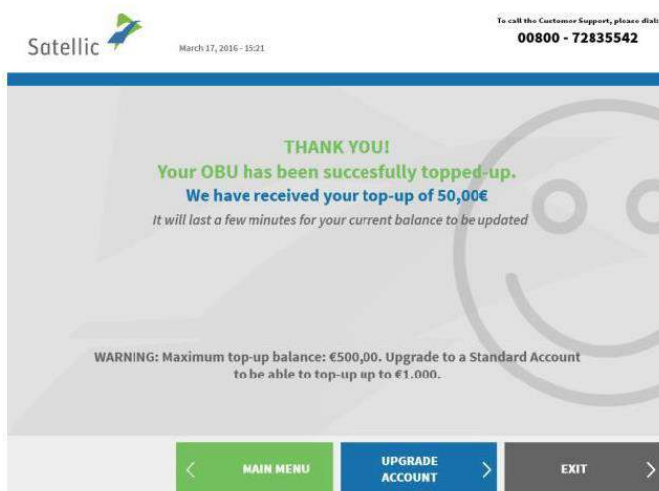 Satellic
March 17, 2016 - 15:21
To call the Customer Support, please dial:
00800 - 72835542
THANK YOU!
Your OBU has been succesfully topped-up.
We have received your top-up of 50,00€
It will last a few minutes for your current balance to be updated
WARNING: Maximum top-up balance: €500,00. Upgrade to a Standard Account
to be able to top-up up to €1.000.
MAIN MENU
UPGRADE
ACCOUNT
EXIT